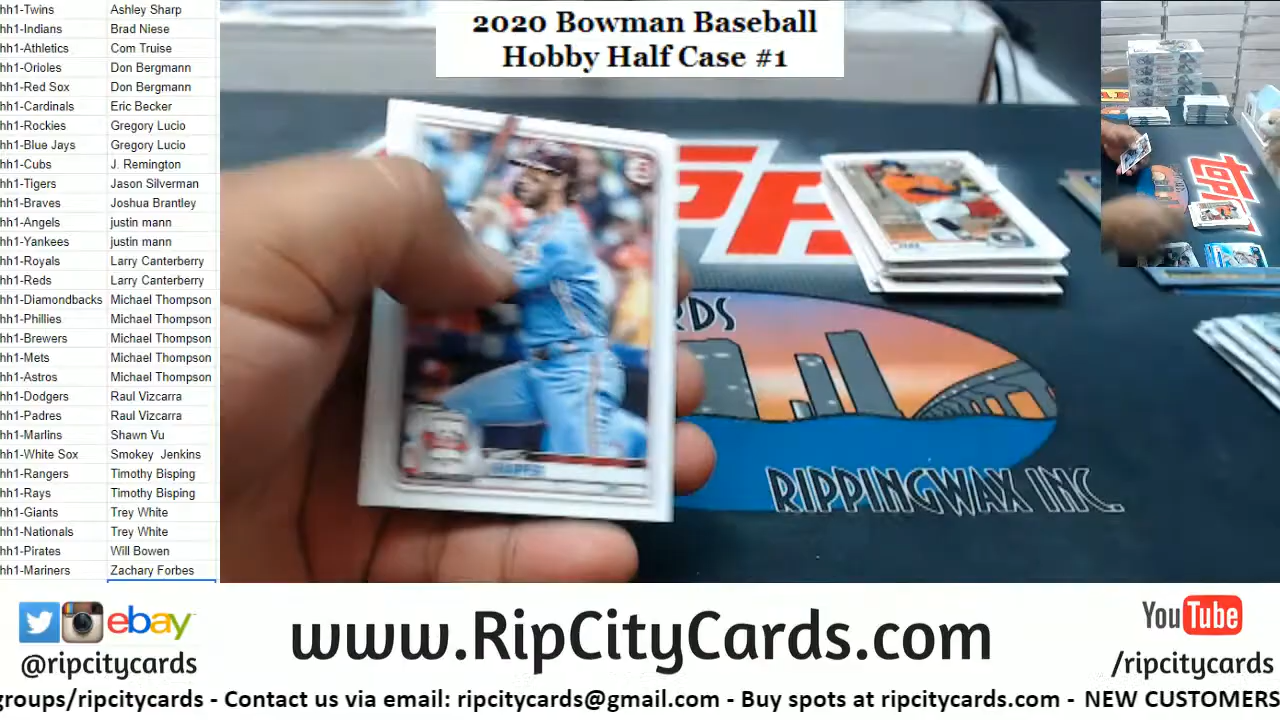 2020 Bowman Baseball
Hobby Half Case #1
hh1-Twins Ashley Sharp
hh1-Indians Brad Niese
hh1-Athletics Com Truise
hh1-Orioles Don Bergmann
hh1-Red Sox Don Bergmann
hh1-Cardinals Eric Becker
hh1-Rockies Gregory Lucio
hh1-Blue Jays Gregory Lucio
hh1-Cubs J. Remington
hh1-Tigers Jason Silverman
hh1-Braves Joshua Brantley
hh1-Angels justin mann
hh1-Yankees justin mann
hh1-Royals Larry Canterberry
hh1-Reds Larry Canterberry
hh1-Diamondbacks Michael Thompson
hh1-Phillies Michael Thompson
hh1-Brewers Michael Thompson
hh1-Mets Michael Thompson
hh1-Astros Michael Thompson
hh1-Dodgers Raul Vizcarra
hh1-Padres Raul Vizcarra
hh1-Marlins Shawn Vu
hh1-White Sox Smokey Jenkins
hh1-Rangers Timothy Bisping
hh1-Rays Timothy Bisping
hh1-Giants Trey White
hh1-Nationals Trey White
hh1-Pirates Will Bowen
hh1-Mariners Zachary Forbes
RIPPINGWAX INC.
ebay
@ripcitycards
www.RipCityCards.com
YouTube
/ripcitycards
groups/ripcitycards - Contact us via email: ripcitycards@gmail.com - Buy spots at ripcitycards.com - NEW CUSTOMERS